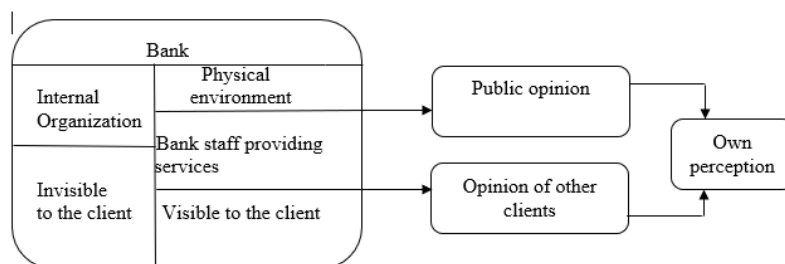 Bank
Internal
Organization
Physical
environment
Bank staff providing
services
Invisible
to the client
Visible to the client
Public opinion
Opinion of other
clients
Own
perception